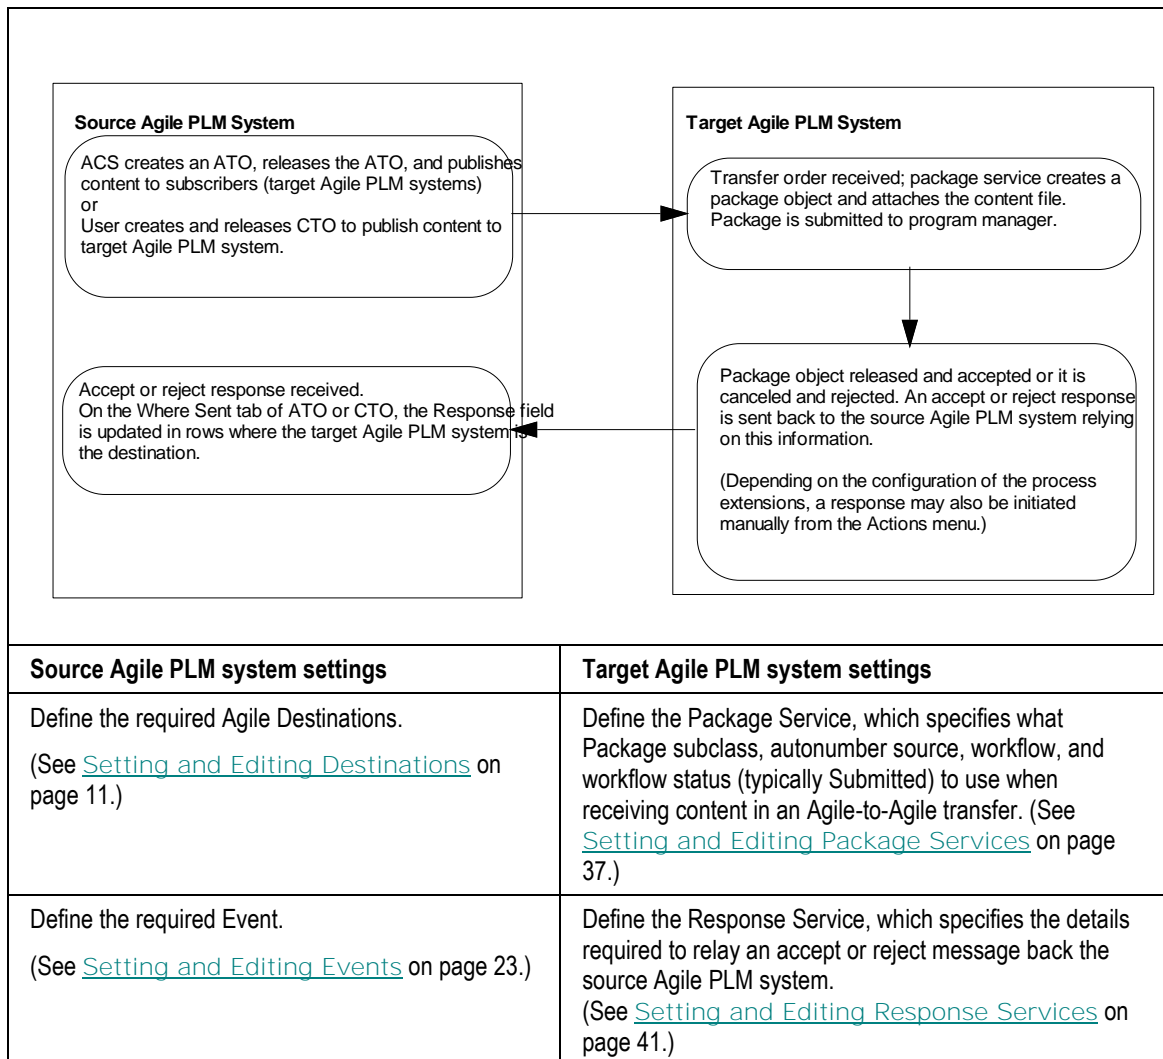 Source Agile PLM System
ACS creates an ATO, releases the ATO, and publishes
content to subscribers (target Agile PLM systems)
or
User creates and releases CTO to publish content to
target Agile PLM system.
Target Agile PLM System
Transfer order received; package service creates a
package object and attaches the content file.
Package is submitted to program manager.
Accept or reject response received.
On the Where Sent tab of ATO or CTO, the Response field
is updated in rows where the target Agile PLM system is
the destination.
Package object released and accepted or it is
canceled and rejected. An accept or reject response
is sent back to the source Agile PLM system relying
on this information.
(Depending on the configuration of the process
extensions, a response may also be initiated
manually from the Actions menu.)
Source Agile PLM system settings
Target Agile PLM system settings
Define the required Agile Destinations.
(See Setting and Editing Destinations on
page 11.)
Define the Package Service, which specifies what
Package subclass, autonumber source, workflow, and
workflow status (typically Submitted) to use when
receiving content in an Agile-to-Agile transfer. (See
Setting and Editing Package Services on page
37.)
Define the required Event.
(See Setting and Editing Events on page 23.)
Define the Response Service, which specifies the details
required to relay an accept or reject message back the
source Agile PLM system.
(See Setting and Editing Response Services on
page 41.)